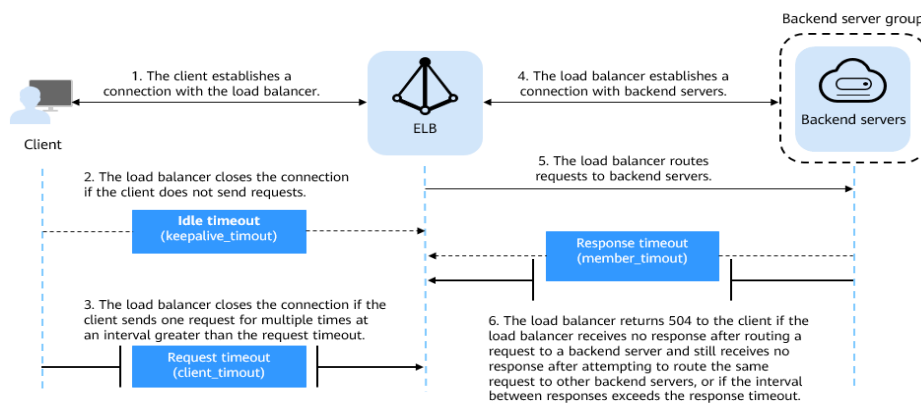 Backend server group
1. The client establishes a
connection with the load balancer.
4. The load balancer establishes a
connection with backend servers.
Client
ELB
Backend servers
2. The load balancer closes the connection
if the client does not send requests.
5. The load balancer routes
requests to backend servers.
Idle timeout
(keepalive_timout)
Response timeout
(member_timout)
3. The load balancer closes the connection if the
client sends one request for multiple times at
an interval greater than the request timeout.
Request timeout
(client_timout)
6. The load balancer returns 504 to the client if the
load balancer receives no response after routing a
request to a backend server and still receives no
response after attempting to route the same
request to other backend servers, or if the interval
between responses exceeds the response timeout.